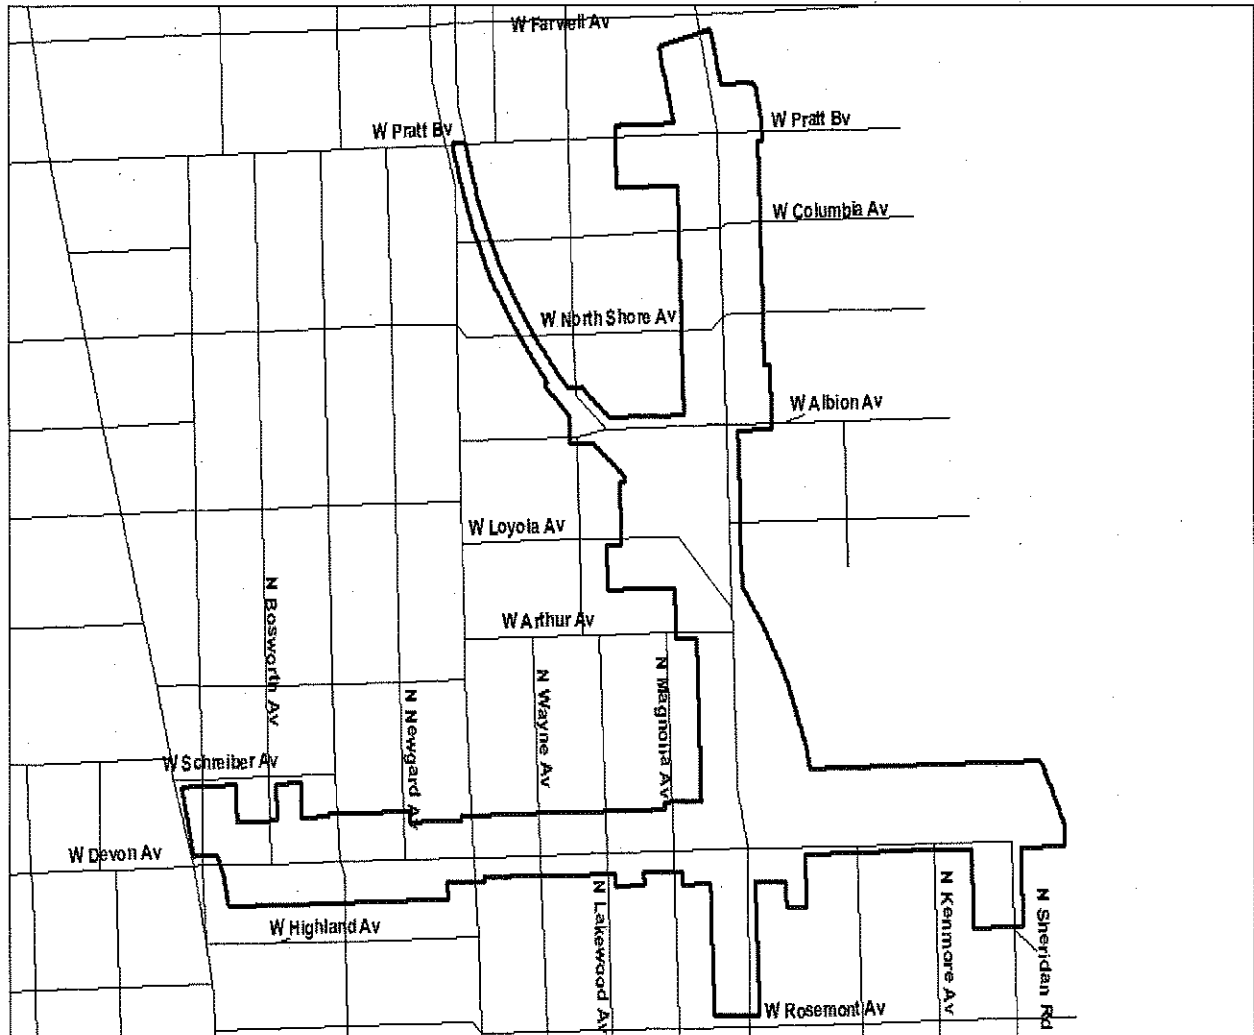 W Farwell Av
W Pratt Bv
W Pratt Bv
W Columbia Av
W North Shore Av
W Albion Av
W Loyola Av
N Bosworth Av
W Arthur Av
N Newgard Av
N Wayne Av
N Magnolia Av
W Schreiber Av
W Devon Av
N Lakewood Av
N Kenmore Av
N Sheridan Rd
W Highland Av
W Rosemont Av